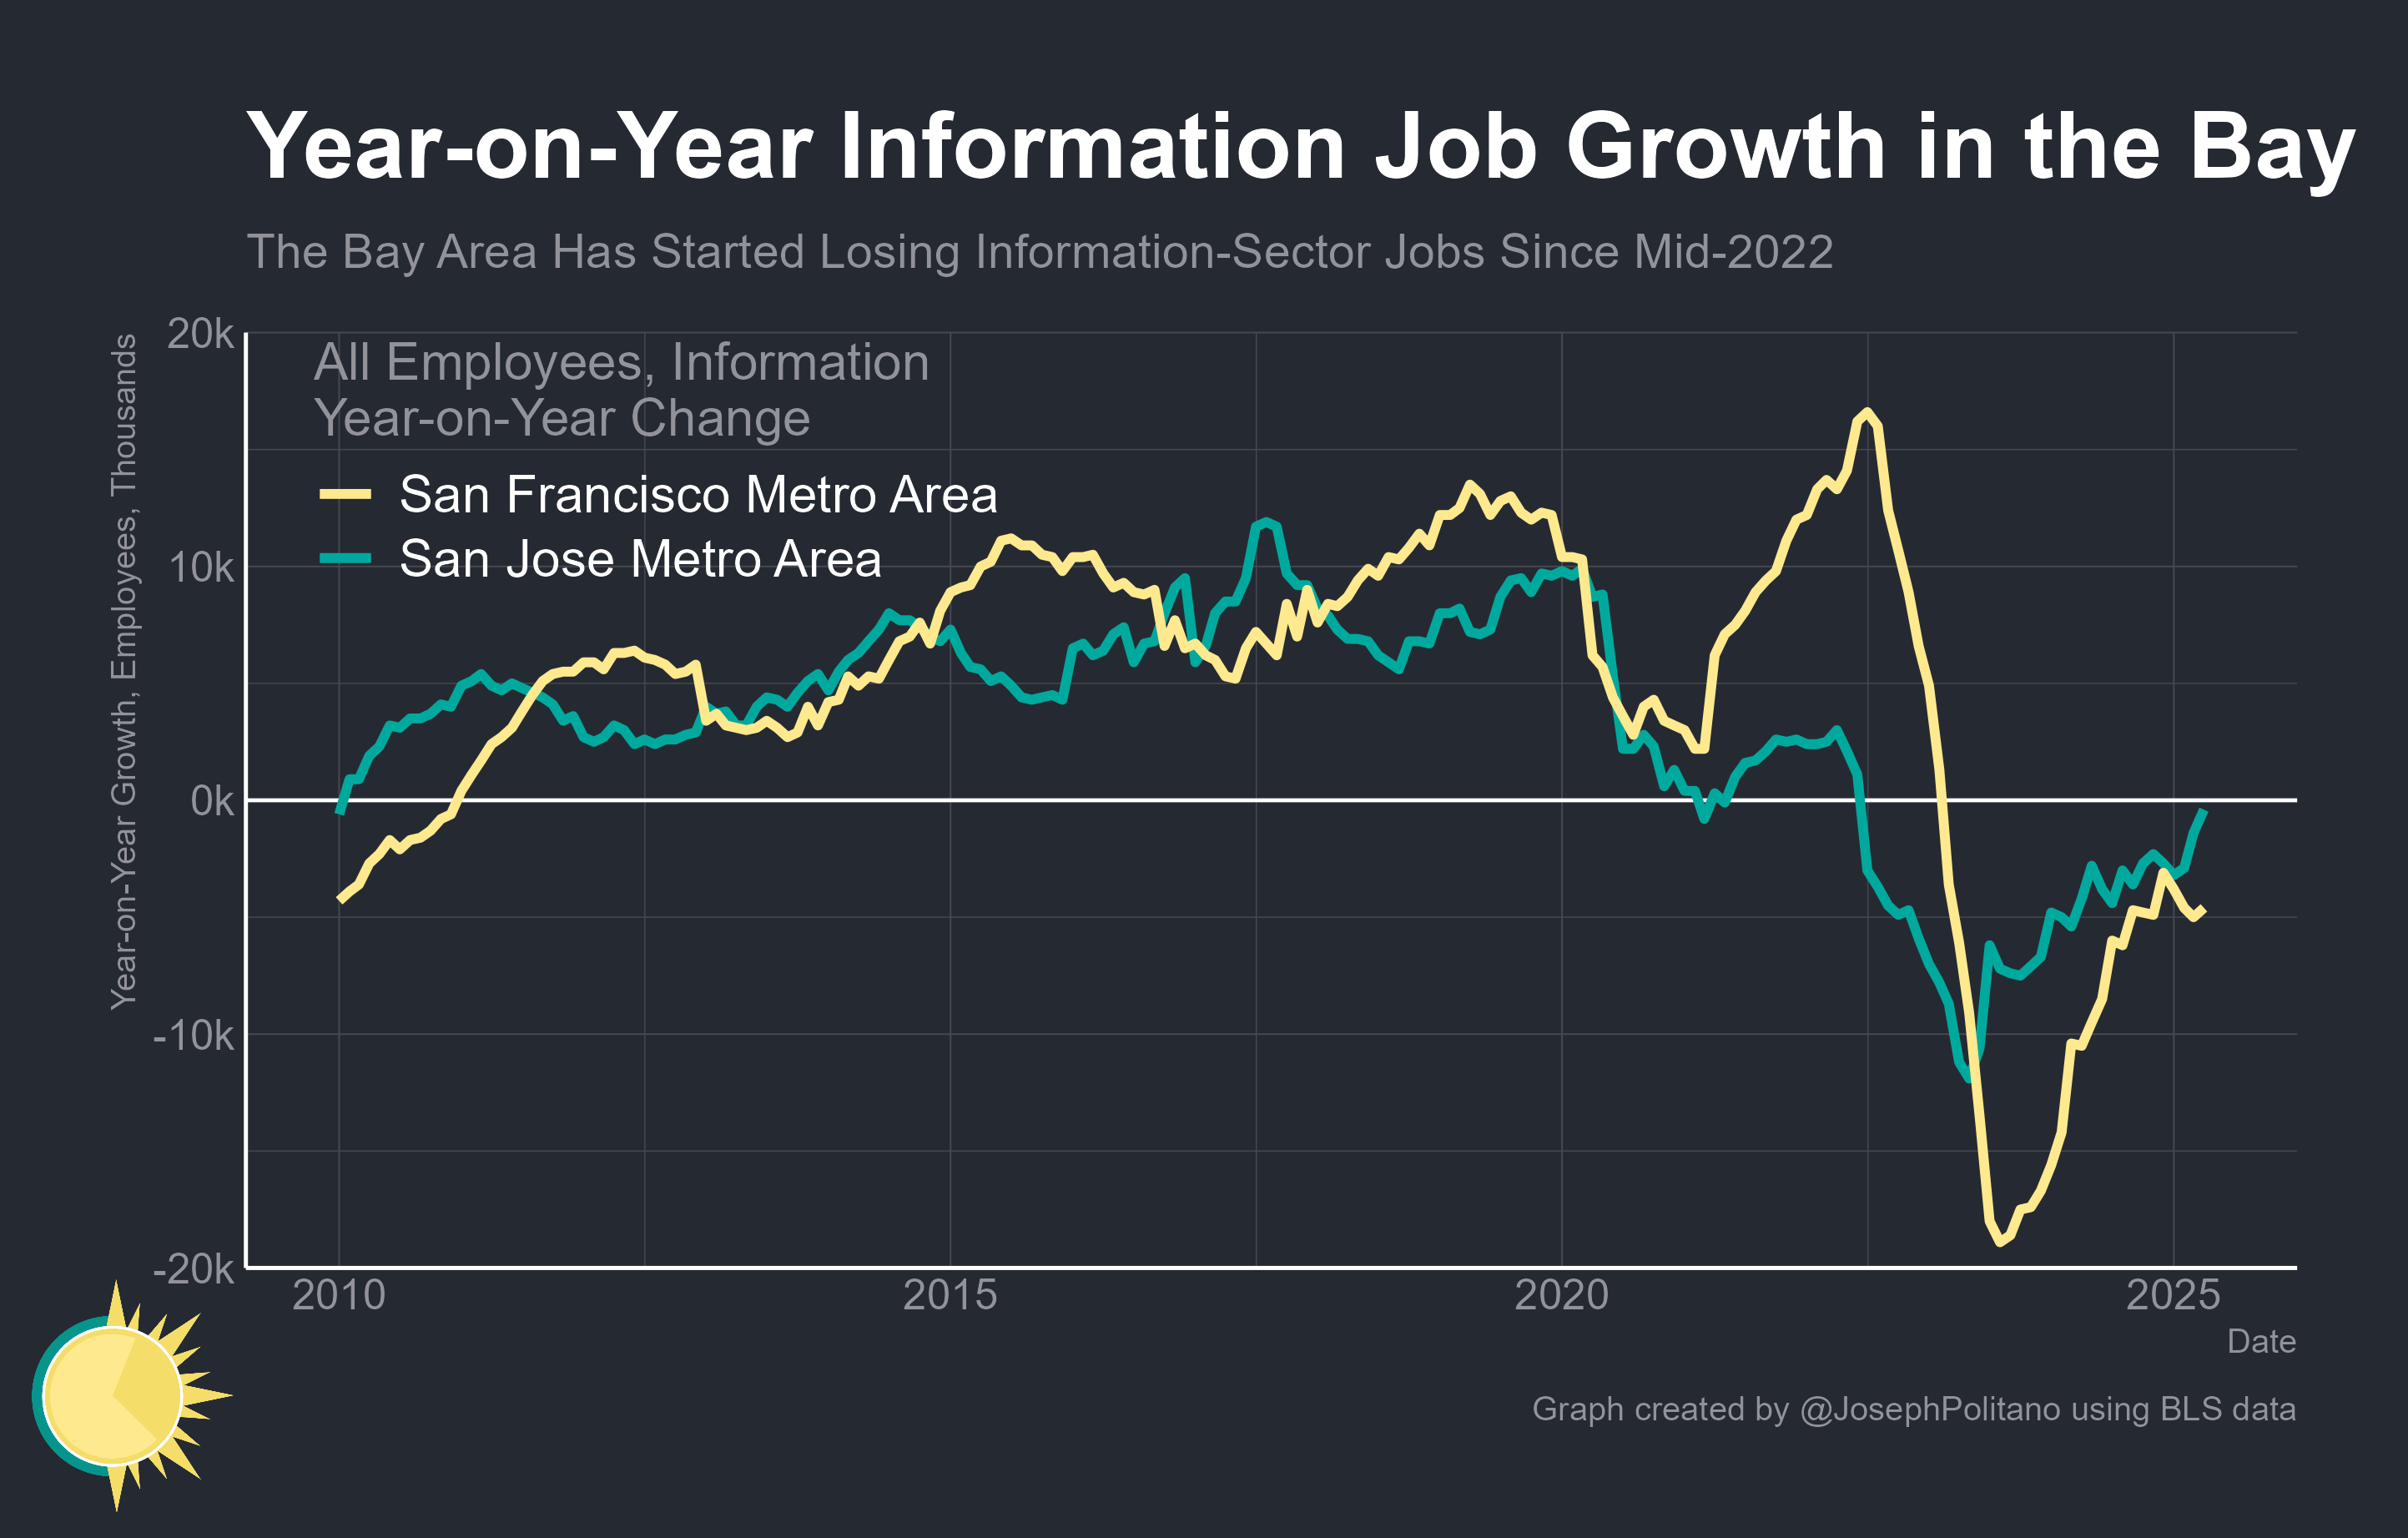 Year-on-Year Information Job Growth in the Bay
The Bay Area Has Started Losing Information-Sector Jobs Since Mid-2022
Year-on-Year Growth, Employees, Thousands
20k
10k
0k
-10k
-20k
All Employees, Information
Year-on-Year Change
San Francisco Metro Area
San Jose Metro Area
2010
2015
2020
2025
Date
Graph created by @JosephPolitano using BLS data